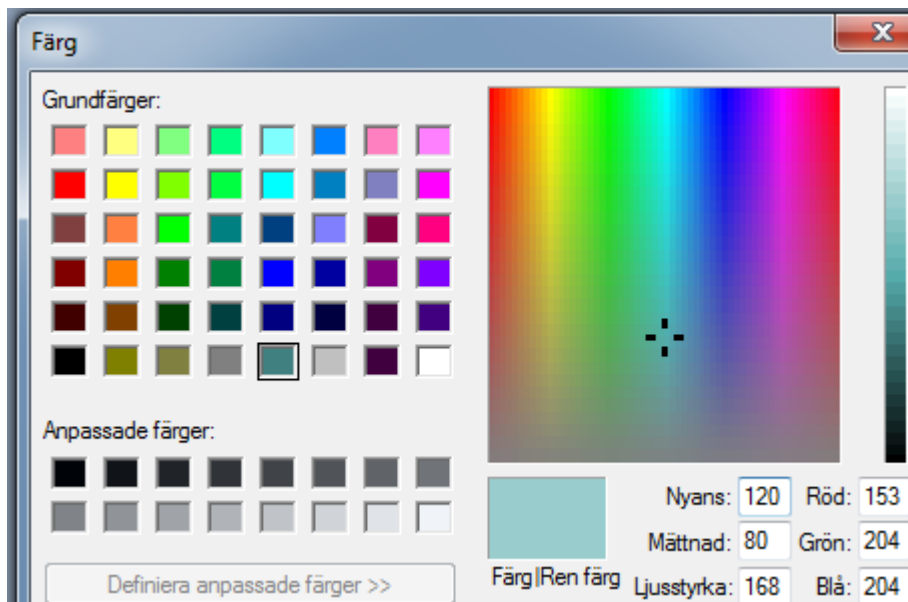 Färg
Grundfärger:
Anpassade färger:
Definiera anpassade färger >>
Färg|Ren färg
Nyans: 120 Röd: 153
Mättnad: 80 Grön: 204
Ljusstyrka: 168 Blå: 204